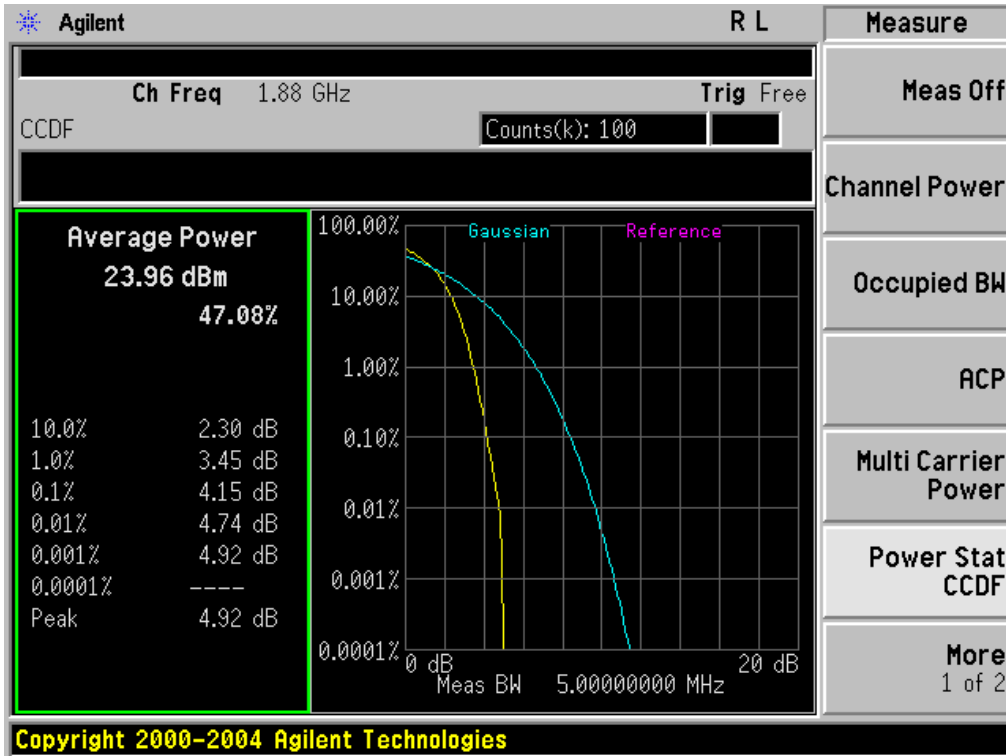 Agilent
R L
Measure
Ch Freq 1.88 GHz
Trig Free
CCDF
Counts(k): 100
Average Power
23.96 dBm
47.08%
10.0% 2.30 dB
1.0% 3.45 dB
0.1% 4.15 dB
0.01% 4.74 dB
0.001% 4.92 dB
0.0001% ----
Peak 4.92 dB
100.00%
Gaussian
Reference
10.00%
1.00%
0.10%
0.01%
0.001%
0.0001%
0 dB
20 dB
Meas BW 5.00000000 MHz
Meas Off
Channel Power
Occupied BW
ACP
Multi Carrier
Power
Power Stat
CCDF
More
1 of 2
Copyright 2000-2004 Agilent Technologies